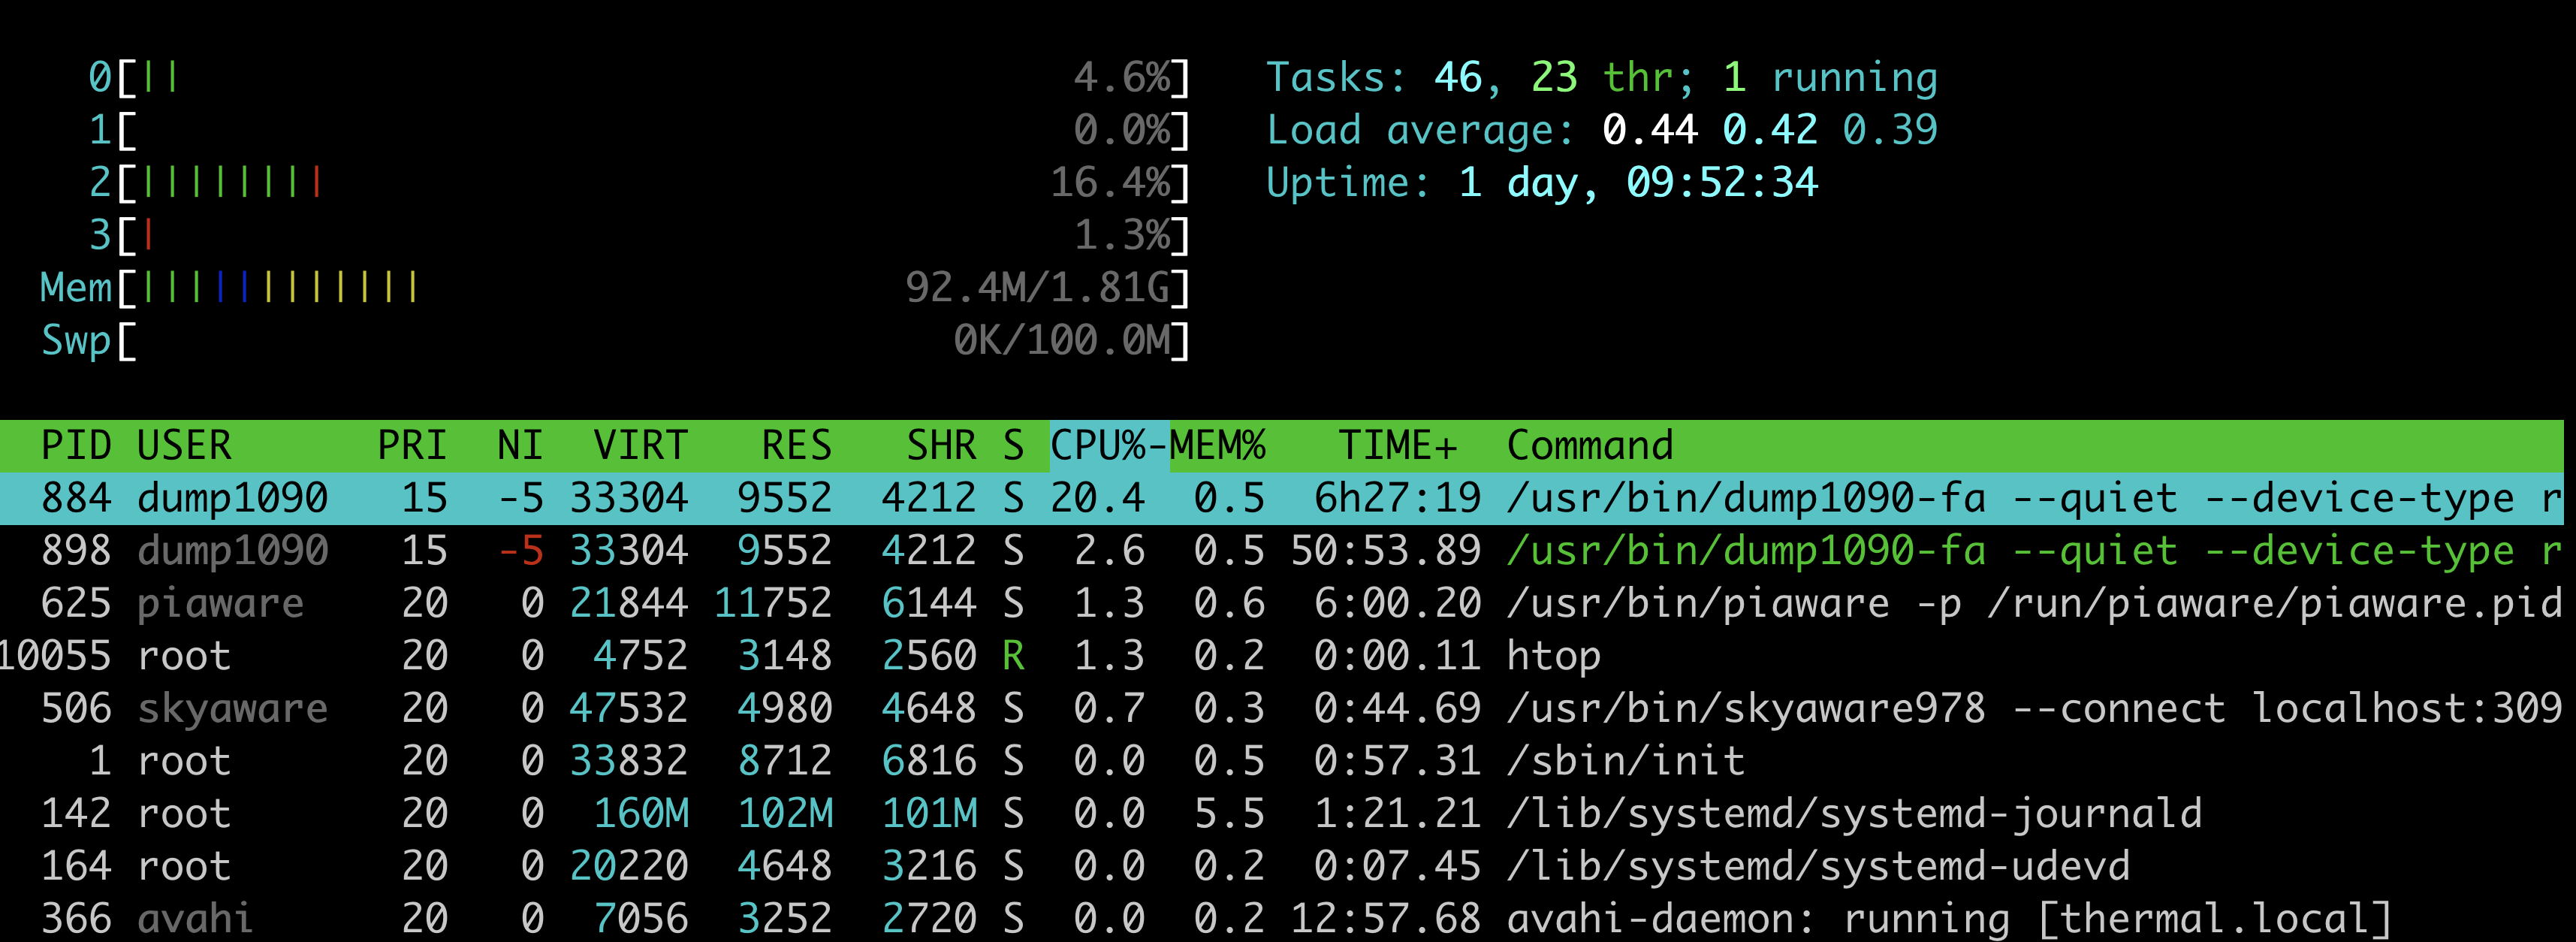 0[|| 4.6%] Tasks: 46, 23 thr; 1 running
1[ 0.0%] Load average: 0.44 0.42 0.39
2[|||||||| 16.4%] Uptime: 1 day, 09:52:34
3[| 1.3%]
Mem[|||||||||||| 92.4M/1.81G]
Swp[ 0K/100.0M]
PID USER PRI NI VIRT RES SHR S CPU%-MEM% TIME+ Command
884 dump1090 15 -5 33304 9552 4212 S 20.4 0.5 6h27:19 /usr/bin/dump1090-fa --quiet --device-type r
898 dump1090 15 -5 33304 9552 4212 S 2.6 0.5 50:53.89 /usr/bin/dump1090-fa --quiet --device-type r
625 piaware 20 0 21844 11752 6144 S 1.3 0.6 6:00.20 /usr/bin/piaware -p /run/piaware/piaware.pid
10055 root 20 0 4752 3148 2560 R 1.3 0.2 0:00.11 htop
506 skyaware 20 0 47532 4980 4648 S 0.7 0.3 0:44.69 /usr/bin/skyaware978 --connect localhost:309
1 root 20 0 33832 8712 6816 S 0.0 0.5 0:57.31 /sbin/init
142 root 20 0 160M 102M 101M S 0.0 5.5 1:21.21 /lib/systemd/systemd-journald
164 root 20 0 20220 4648 3216 S 0.0 0.2 0:07.45 /lib/systemd/systemd-udevd
366 avahi 20 0 7056 3252 2720 S 0.0 0.2 12:57.68 avahi-daemon: running [thermal.local]